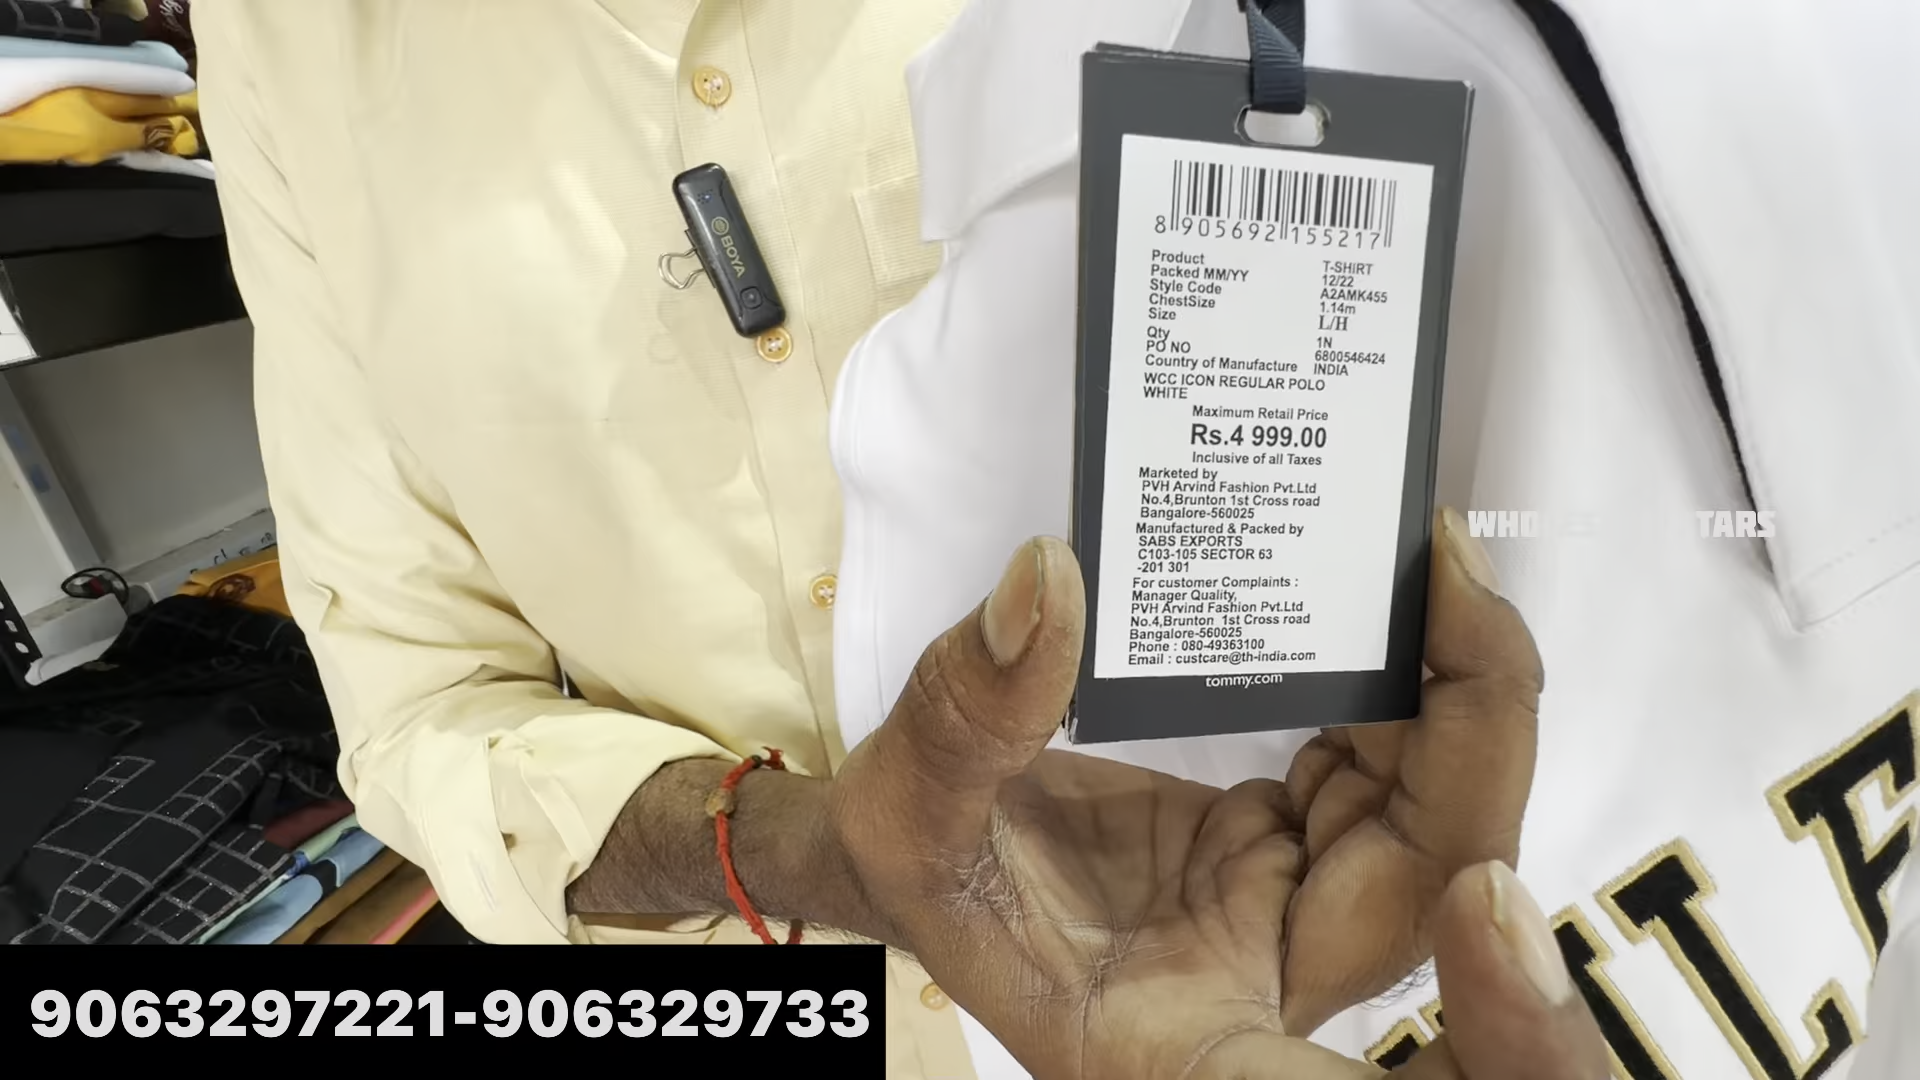 BOYA
8 905692 155217
Product T-SHIRT
Packed MM/YY 12/22
Style Code A2AMK455
ChestSize 1.14m
Size L/H
Qty 1N
PO NO 6800546424
Country of Manufacture INDIA
WCC ICON REGULAR POLO
WHITE
Maximum Retail Price
Rs.4 999.00
Inclusive of all Taxes
Marketed by
PVH Arvind Fashion Pvt.Ltd
No.4,Brunton 1st Cross road
Bangalore-560025
Manufactured & Packed by
SABS EXPORTS
C103-105 SECTOR 63
-201 301
For customer Complaints :
Manager Quality,
PVH Arvind Fashion Pvt.Ltd
No.4,Brunton 1st Cross road
Bangalore-560025
Phone : 080-49363100
Email : custcare@th-india.com
tommy.com
9063297221-906329733